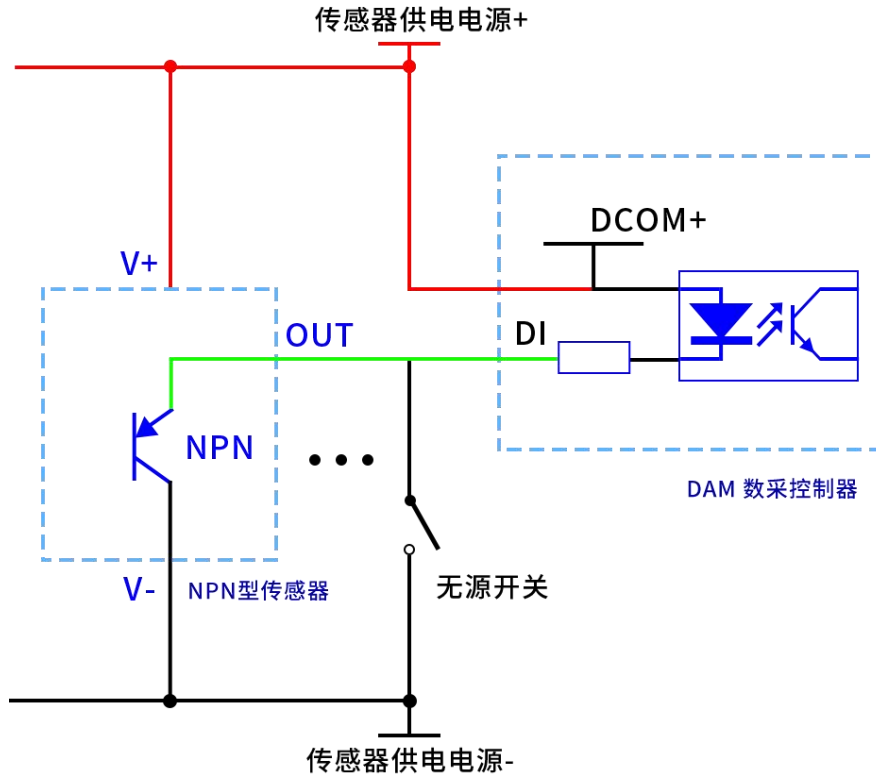 传感器供电电源+
DCOM+
V+
OUT
DI
NPN
DAM 数采控制器
V-
NPN型传感器
无源开关
传感器供电电源-